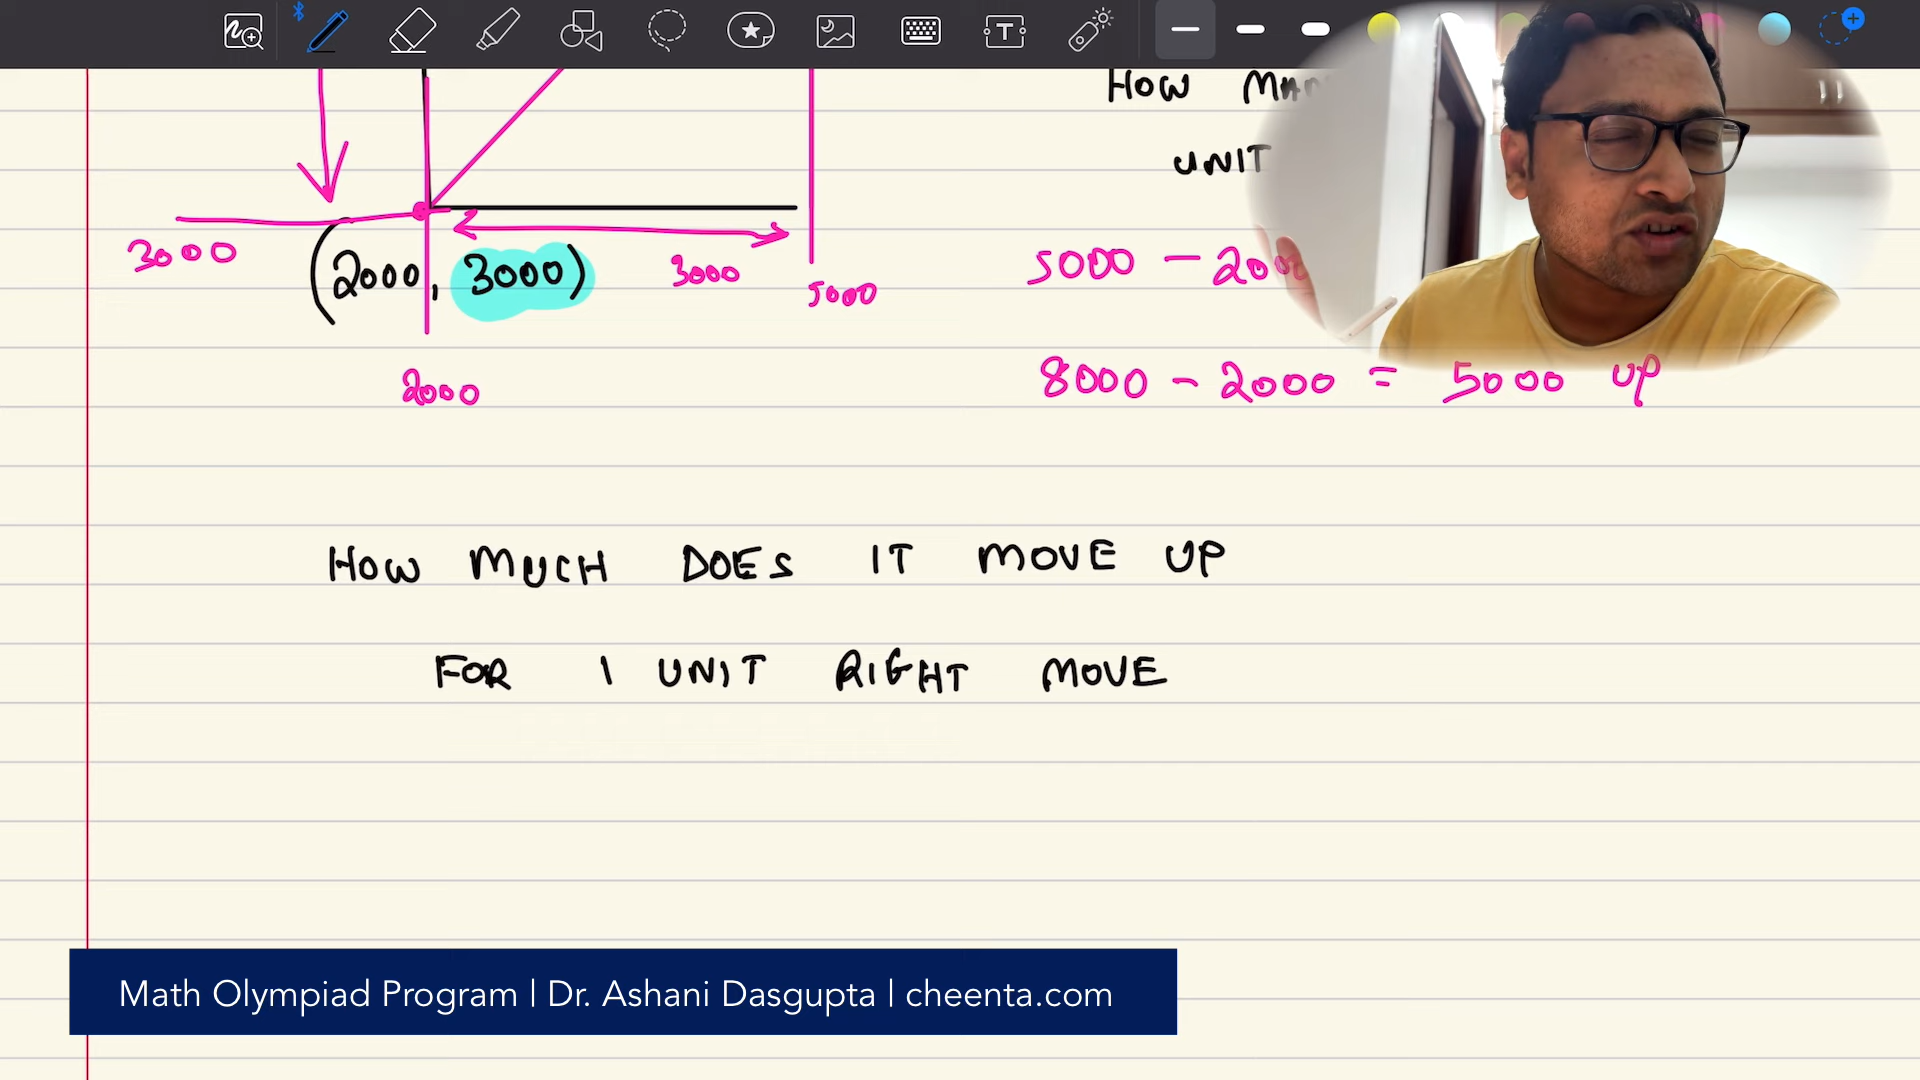 HOW
UNIT
3000
(2000, 3000)
3000
5000
2000
5000 - 2000
8000 - 2000 = 5000 UP
HOW MUCH DOES IT MOVE UP
FOR 1 UNIT RIGHT MOVE
Math Olympiad Program | Dr. Ashani Dasgupta | cheenta.com